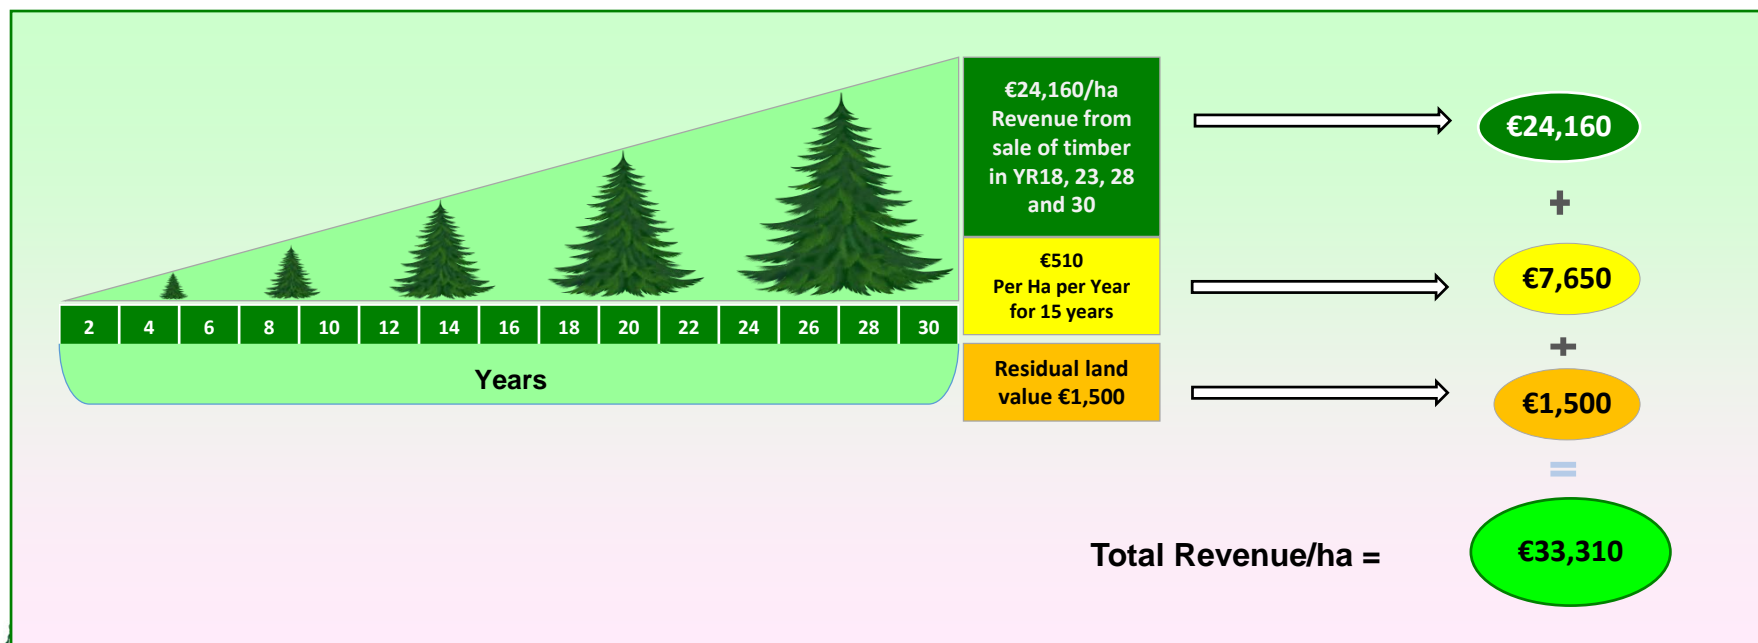 €24,160/ha
Revenue from
sale of timber
in YR18, 23, 28
and 30
€24,160
+
€510
Per Ha per Year
for 15 years
€7,650
+
2 4 6 8 10 12 14 16 18 20 22 24 26 28 30
Years
Residual land
value €1,500
€1,500
=
Total Revenue/ha =
€33,310